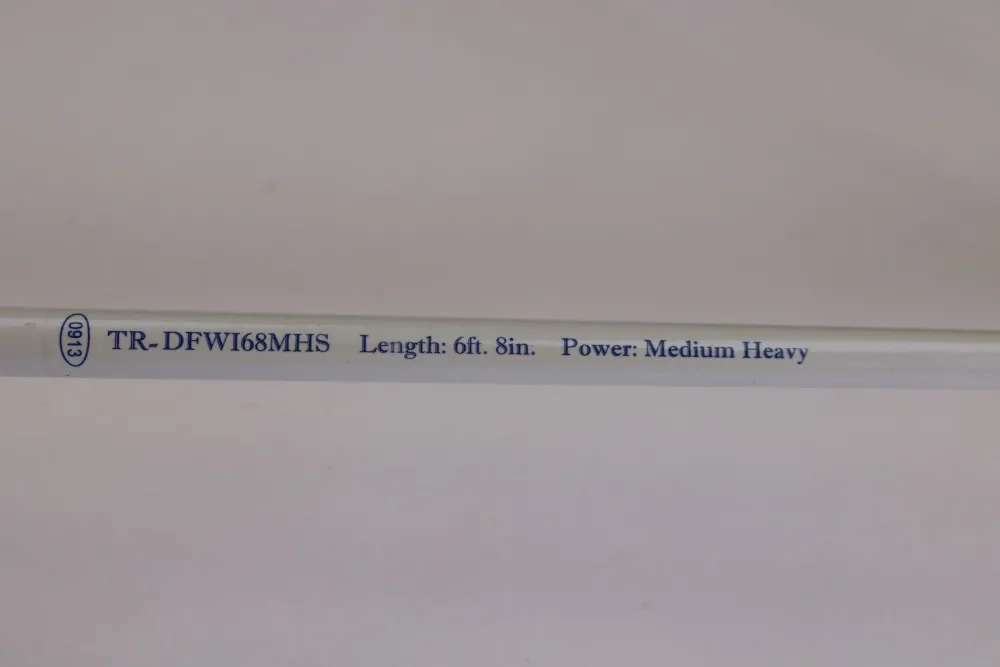 0913 TR-DFWI68MHS Length: 6ft. 8in. Power: Medium Heavy